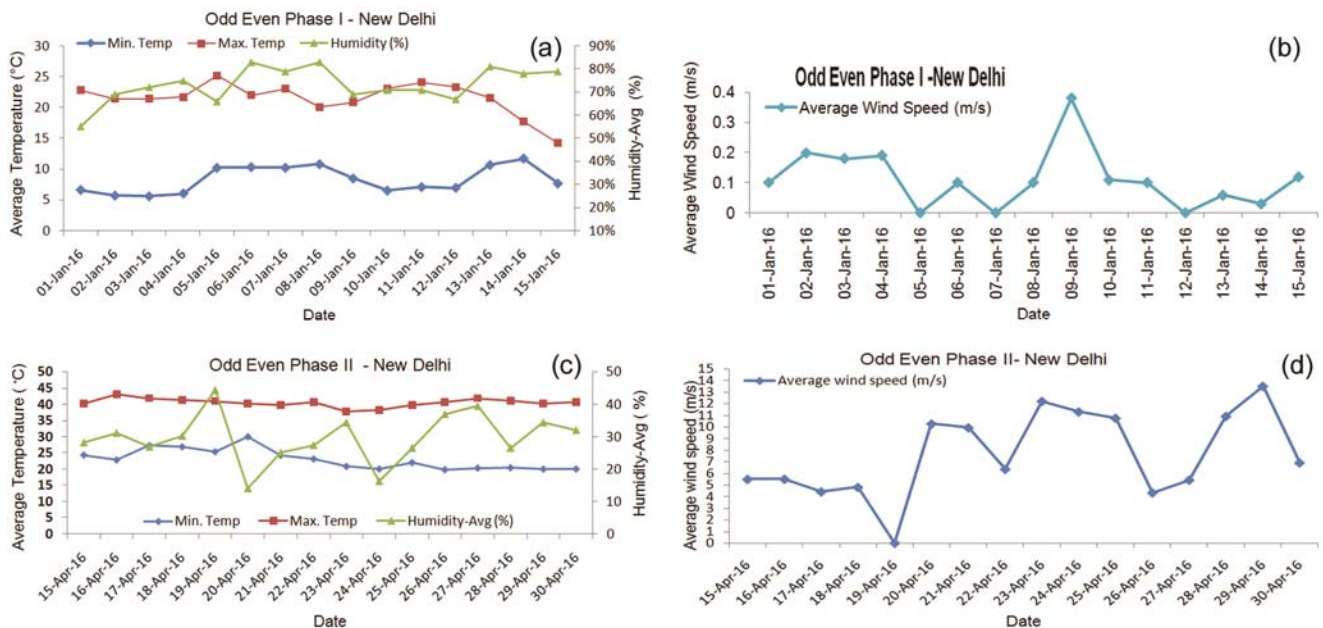 Odd Even Phase I - New Delhi
(a)
Min. Temp
Max. Temp
Humidity (%)
Average Temperature (°C)
30
25
20
15
10
5
0
90%
80%
70%
60%
50%
40%
30%
20%
10%
Humidity-Avg (%)
01-Jan-16
02-Jan-16
03-Jan-16
04-Jan-16
05-Jan-16
06-Jan-16
07-Jan-16
08-Jan-16
09-Jan-16
10-Jan-16
11-Jan-16
12-Jan-16
13-Jan-16
14-Jan-16
15-Jan-16
Date
(b)
Odd Even Phase I -New Delhi
Average Wind Speed (m/s)
Average Wind Speed (m/s)
0.4
0.3
0.2
0.1
0
01-Jan-16
02-Jan-16
03-Jan-16
04-Jan-16
05-Jan-16
06-Jan-16
07-Jan-16
08-Jan-16
09-Jan-16
10-Jan-16
11-Jan-16
12-Jan-16
13-Jan-16
14-Jan-16
15-Jan-16
Date
Odd Even Phase II - New Delhi
(c)
Average Temperature (°C)
50
45
40
35
30
25
20
15
10
5
0
50
40
30
20
10
0
Humidity-Avg (%)
Min. Temp
Max. Temp
Humidity-Avg (%)
15-Apr-16
16-Apr-16
17-Apr-16
18-Apr-16
19-Apr-16
20-Apr-16
21-Apr-16
22-Apr-16
23-Apr-16
24-Apr-16
25-Apr-16
26-Apr-16
27-Apr-16
28-Apr-16
29-Apr-16
30-Apr-16
Date
Odd Even Phase II- New Delhi
(d)
Average wind speed (m/s)
Average wind speed (m/s)
15
14
13
12
11
10
9
8
7
6
5
4
3
2
1
0
15-Apr-16
16-Apr-16
17-Apr-16
18-Apr-16
19-Apr-16
20-Apr-16
21-Apr-16
22-Apr-16
23-Apr-16
24-Apr-16
25-Apr-16
26-Apr-16
27-Apr-16
28-Apr-16
29-Apr-16
30-Apr-16
Date